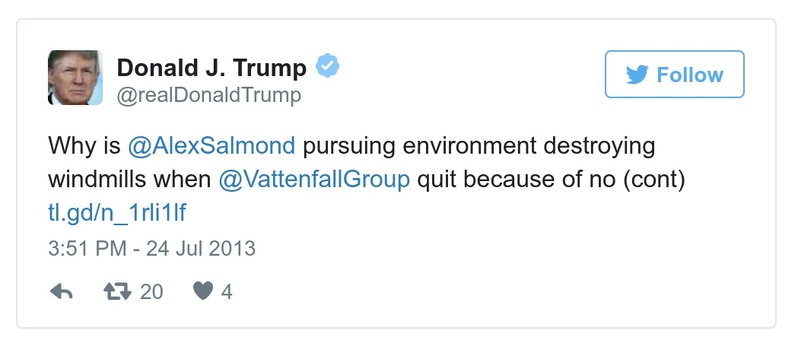 Donald J. Trump
@realDonaldTrump
Follow
Why is @AlexSalmond pursuing environment destroying
windmills when @VattenfallGroup quit because of no (cont)
tl.gd/n_1rli1lf
3:51 PM - 24 Jul 2013
20 4